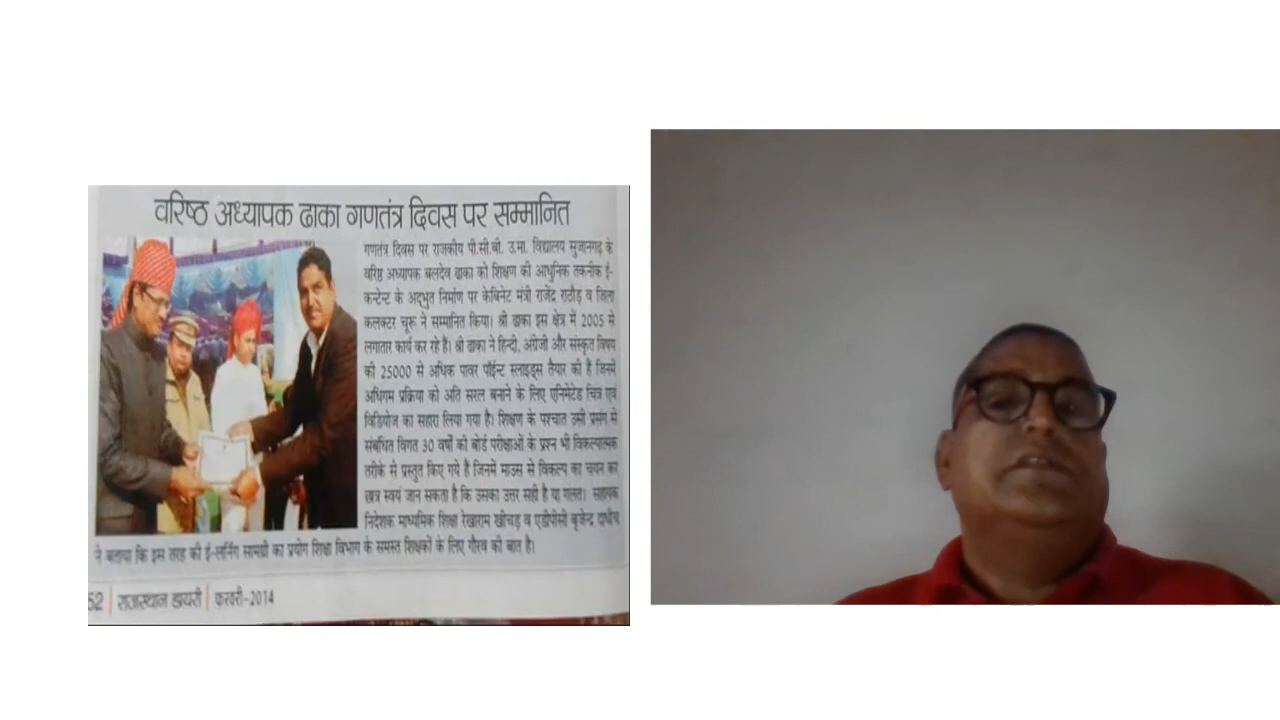 वरिष्ठ अध्यापक ढाका गणतंत्र दिवस पर सम्मानित
गणतंत्र दिवस पर राजकीय पी.सी.बी. उ.मा. विद्यालय सुजानगढ़ के
वरिष्ठ अध्यापक बलदेव ढाका को शिक्षण की आधुनिक तकनीक ई-
कन्टेन्ट के अद्भुत निर्माण पर केबिनेट मंत्री राजेंद्र राठौड़ व जिला
कलक्टर चूरू ने सम्मानित किया। श्री ढाका इस क्षेत्र में 2005 से
लगातार कार्य कर रहे हैं। श्री ढाका ने हिन्दी, अंग्रेजी और संस्कृत विषय
की 25000 से अधिक पावर पॉईन्ट स्लाइड्स तैयार की हैं जिनमें
अधिगम प्रक्रिया को अति सरल बनाने के लिए एनिमेटेड चित्र एवं
विडियोज का सहारा लिया गया है। शिक्षण के पश्चात उसी प्रसंग से
संबंधित विगत 30 वर्षों की बोर्ड परीक्षाओं के प्रश्न भी विकल्पात्मक
तरीके से प्रस्तुत किए गये हैं जिनमें माउस से विकल्प का चयन कर
छात्र स्वयं जान सकता है कि उसका उत्तर सही है या गलत। सहायक
निदेशक माध्यमिक शिक्षा रेखाराम खीचड़ व एडीपीसी बृजेन्द्र दाधीच
ने बताया कि इस तरह की ई-लर्निंग सामग्री का प्रयोग शिक्षा विभाग के समस्त शिक्षकों के लिए गौरव की बात है।
52 | राजस्थान डायरी | फरवरी-2014